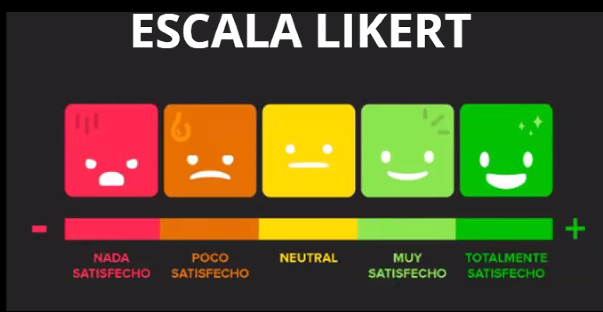 ESCALA LIKERT
- +
NADA SATISFECHO
POCO SATISFECHO
NEUTRAL
MUY SATISFECHO
TOTALMENTE SATISFECHO